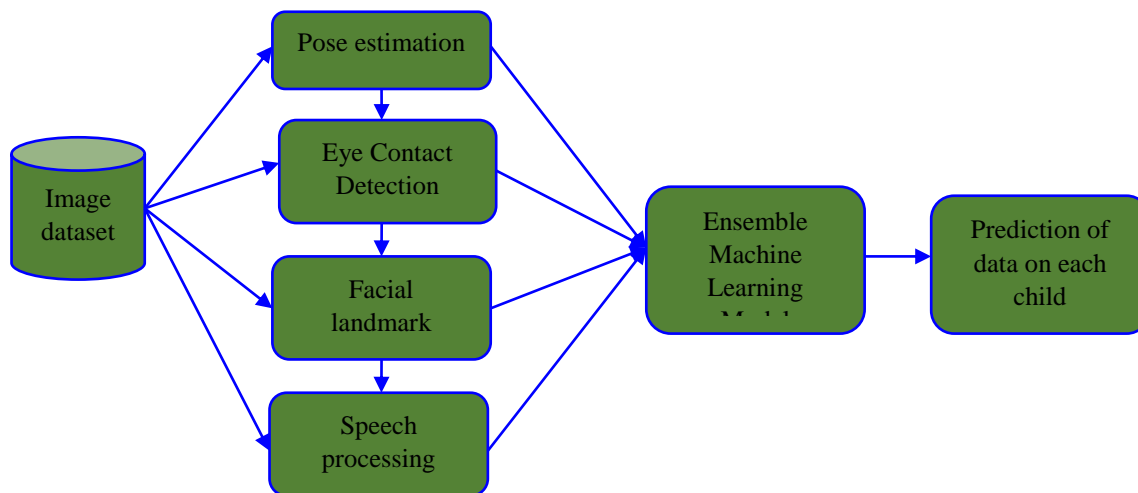 Pose estimation
Eye Contact
Detection
Image
dataset
Facial
landmark
Speech
processing
Ensemble
Machine
Learning
Prediction of
data on each
child